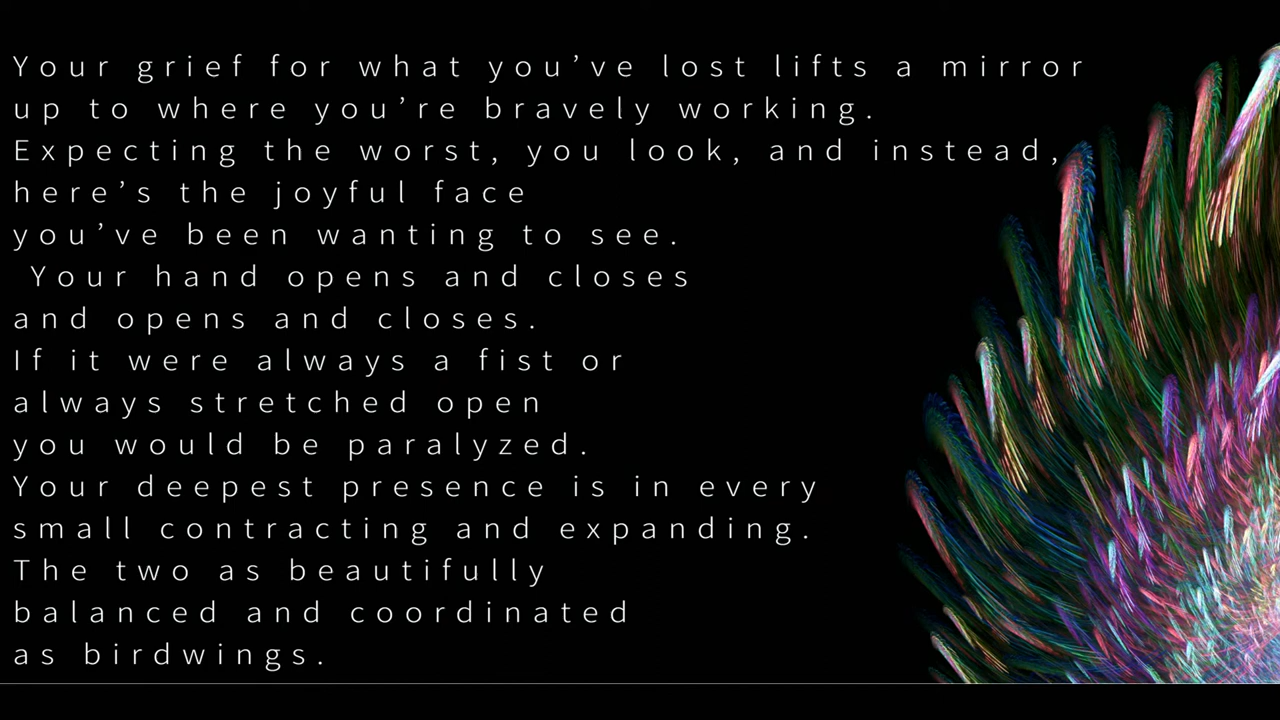 Your grief for what you’ve lost lifts a mirror
up to where you’re bravely working.
Expecting the worst, you look, and instead,
here’s the joyful face
you’ve been wanting to see.
Your hand opens and closes
and opens and closes.
If it were always a fist or
always stretched open
you would be paralyzed.
Your deepest presence is in every
small contracting and expanding.
The two as beautifully
balanced and coordinated
as birdwings.